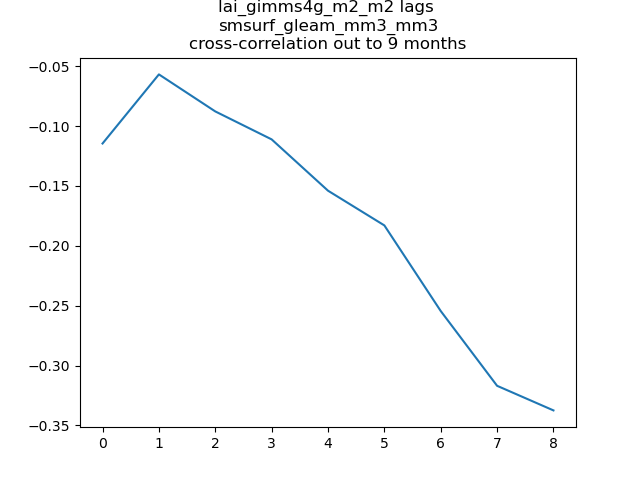 lai_gimms4g_m2_m2 lags
smsurf_gleam_mm3_mm3
cross-correlation out to 9 months
−0.05
−0.10
−0.15
−0.20
−0.25
−0.30
−0.35
0 1 2 3 4 5 6 7 8